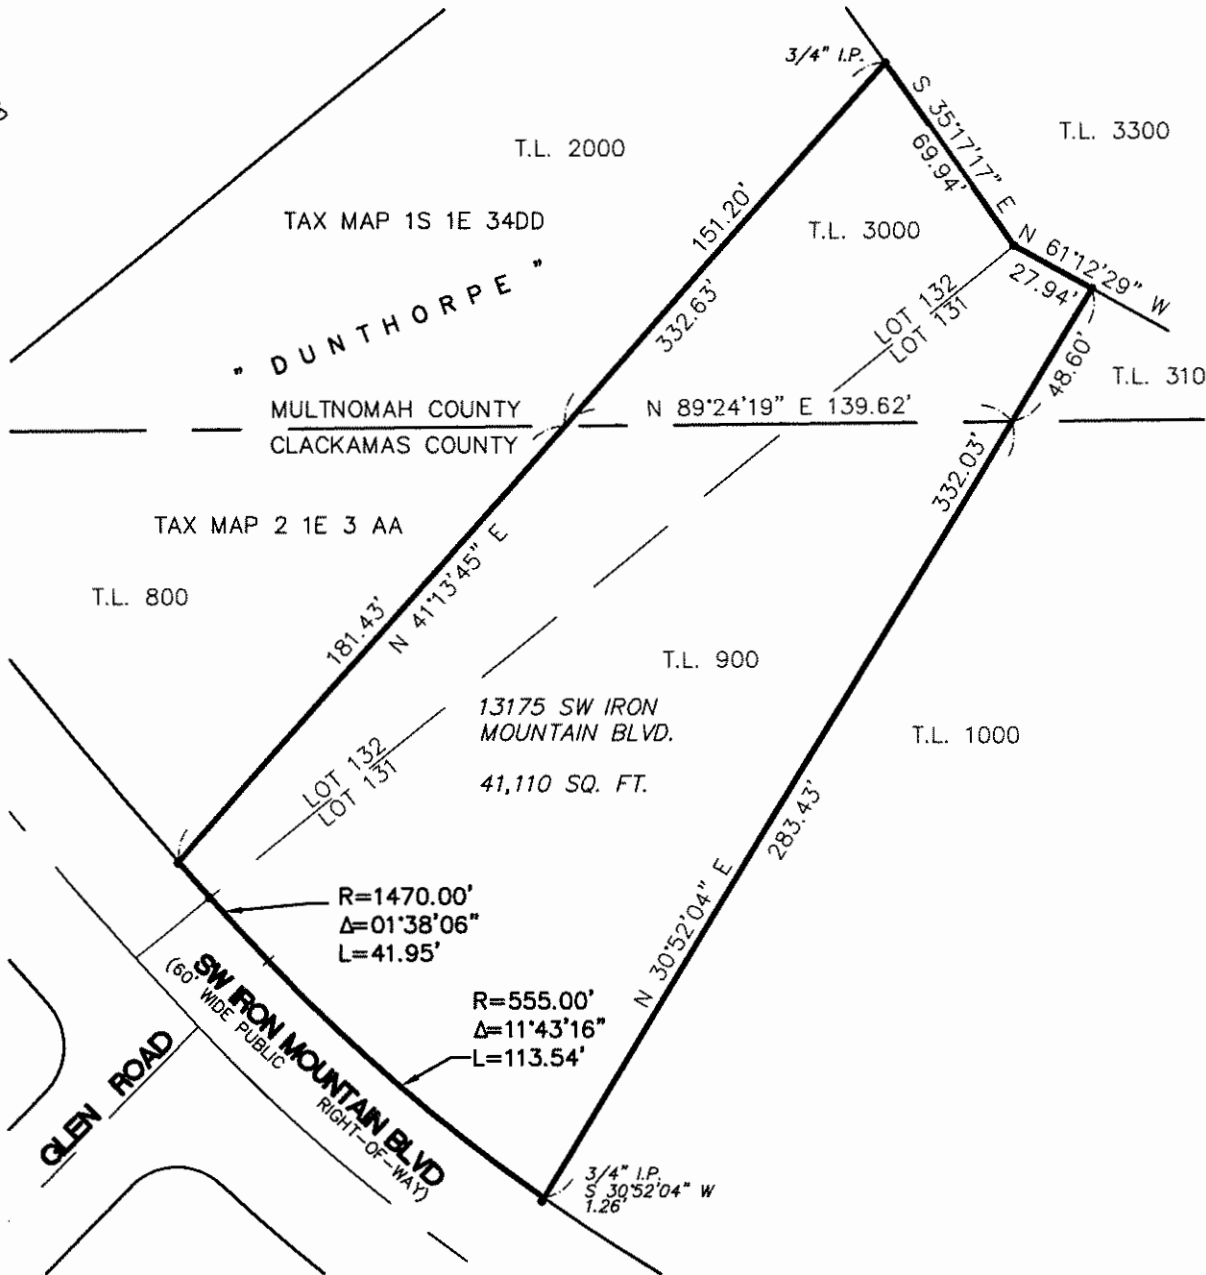 3/4" I.P.
S 35°17'17" E
69.94'
T.L. 3300
T.L. 2000
TAX MAP 1S 1E 34DD
151.20'
332.63'
T.L. 3000
N 61°12'29" W
27.94'
" DUNTHORPE "
LOT 132
LOT 131
48.60'
T.L. 310
MULTNOMAH COUNTY
CLACKAMAS COUNTY
N 89°24'19" E 139.62'
332.03'
TAX MAP 2 1E 3 AA
T.L. 800
181.43'
N 41°13'45" E
T.L. 900
13175 SW IRON
MOUNTAIN BLVD.
41,110 SQ. FT.
T.L. 1000
LOT 132
LOT 131
283.43'
N 30°52'04" E
R=1470.00'
Δ=01°38'06"
L=41.95'
R=555.00'
Δ=11°43'16"
L=113.54'
SW IRON MOUNTAIN BLVD
(60' WIDE PUBLIC
RIGHT-OF-WAY)
GLEN ROAD
3/4" I.P.
S 30°52'04" W
1.26'